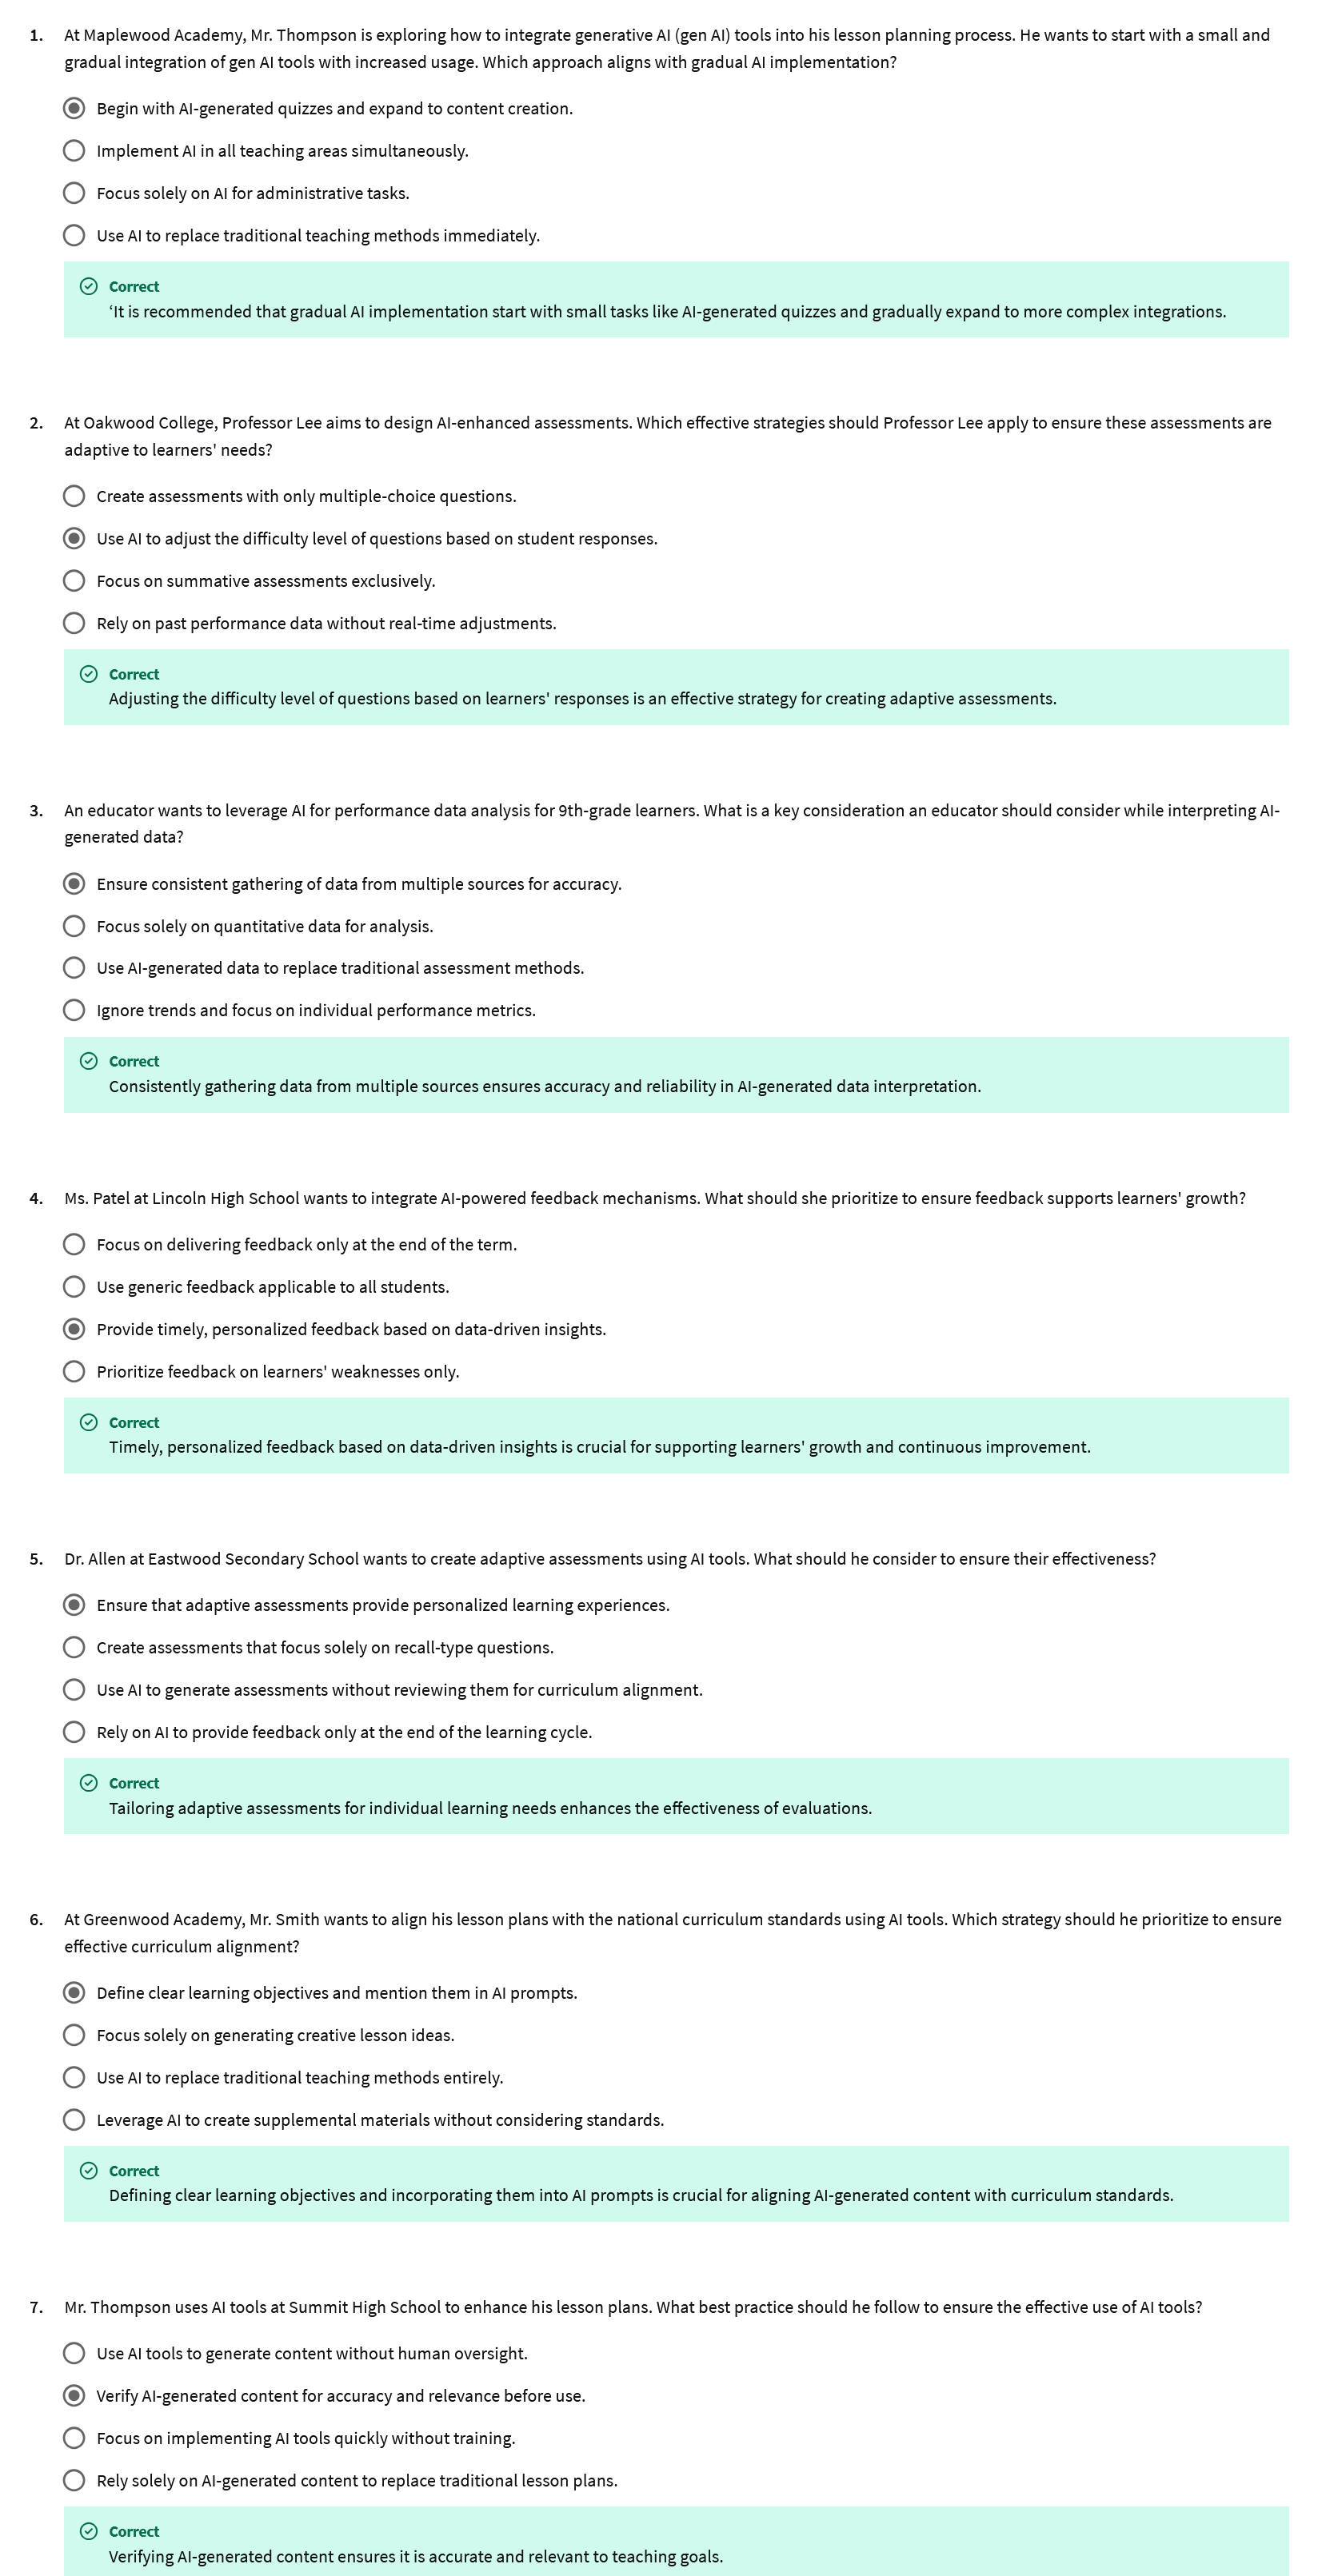 1. At Maplewood Academy, Mr. Thompson is exploring how to integrate generative AI (gen AI) tools into his lesson planning process. He wants to start with a small and
gradual integration of gen AI tools with increased usage. Which approach aligns with gradual AI implementation?
Begin with AI-generated quizzes and expand to content creation.
Implement AI in all teaching areas simultaneously.
Focus solely on AI for administrative tasks.
Use AI to replace traditional teaching methods immediately.
Correct
‘It is recommended that gradual AI implementation start with small tasks like AI-generated quizzes and gradually expand to more complex integrations.
2. At Oakwood College, Professor Lee aims to design AI-enhanced assessments. Which effective strategies should Professor Lee apply to ensure these assessments are
adaptive to learners' needs?
Create assessments with only multiple-choice questions.
Use AI to adjust the difficulty level of questions based on student responses.
Focus on summative assessments exclusively.
Rely on past performance data without real-time adjustments.
Correct
Adjusting the difficulty level of questions based on learners' responses is an effective strategy for creating adaptive assessments.
3. An educator wants to leverage AI for performance data analysis for 9th-grade learners. What is a key consideration an educator should consider while interpreting AI-
generated data?
Ensure consistent gathering of data from multiple sources for accuracy.
Focus solely on quantitative data for analysis.
Use AI-generated data to replace traditional assessment methods.
Ignore trends and focus on individual performance metrics.
Correct
Consistently gathering data from multiple sources ensures accuracy and reliability in AI-generated data interpretation.
4. Ms. Patel at Lincoln High School wants to integrate AI-powered feedback mechanisms. What should she prioritize to ensure feedback supports learners' growth?
Focus on delivering feedback only at the end of the term.
Use generic feedback applicable to all students.
Provide timely, personalized feedback based on data-driven insights.
Prioritize feedback on learners' weaknesses only.
Correct
Timely, personalized feedback based on data-driven insights is crucial for supporting learners' growth and continuous improvement.
5. Dr. Allen at Eastwood Secondary School wants to create adaptive assessments using AI tools. What should he consider to ensure their effectiveness?
Ensure that adaptive assessments provide personalized learning experiences.
Create assessments that focus solely on recall-type questions.
Use AI to generate assessments without reviewing them for curriculum alignment.
Rely on AI to provide feedback only at the end of the learning cycle.
Correct
Tailoring adaptive assessments for individual learning needs enhances the effectiveness of evaluations.
6. At Greenwood Academy, Mr. Smith wants to align his lesson plans with the national curriculum standards using AI tools. Which strategy should he prioritize to ensure
effective curriculum alignment?
Define clear learning objectives and mention them in AI prompts.
Focus solely on generating creative lesson ideas.
Use AI to replace traditional teaching methods entirely.
Leverage AI to create supplemental materials without considering standards.
Correct
Defining clear learning objectives and incorporating them into AI prompts is crucial for aligning AI-generated content with curriculum standards.
7. Mr. Thompson uses AI tools at Summit High School to enhance his lesson plans. What best practice should he follow to ensure the effective use of AI tools?
Use AI tools to generate content without human oversight.
Verify AI-generated content for accuracy and relevance before use.
Focus on implementing AI tools quickly without training.
Rely solely on AI-generated content to replace traditional lesson plans.
Correct
Verifying AI-generated content ensures it is accurate and relevant to teaching goals.